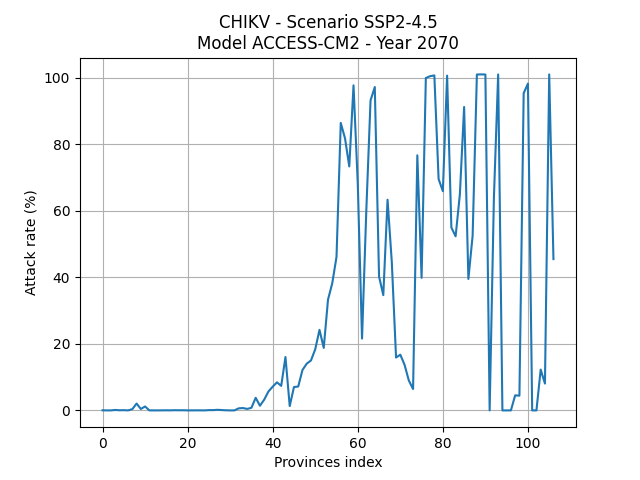 CHIKV - Scenario SSP2-4.5
Model ACCESS-CM2 - Year 2070
100
80
60
40
20
0
Attack rate (%)
0 20 40 60 80 100
Provinces index